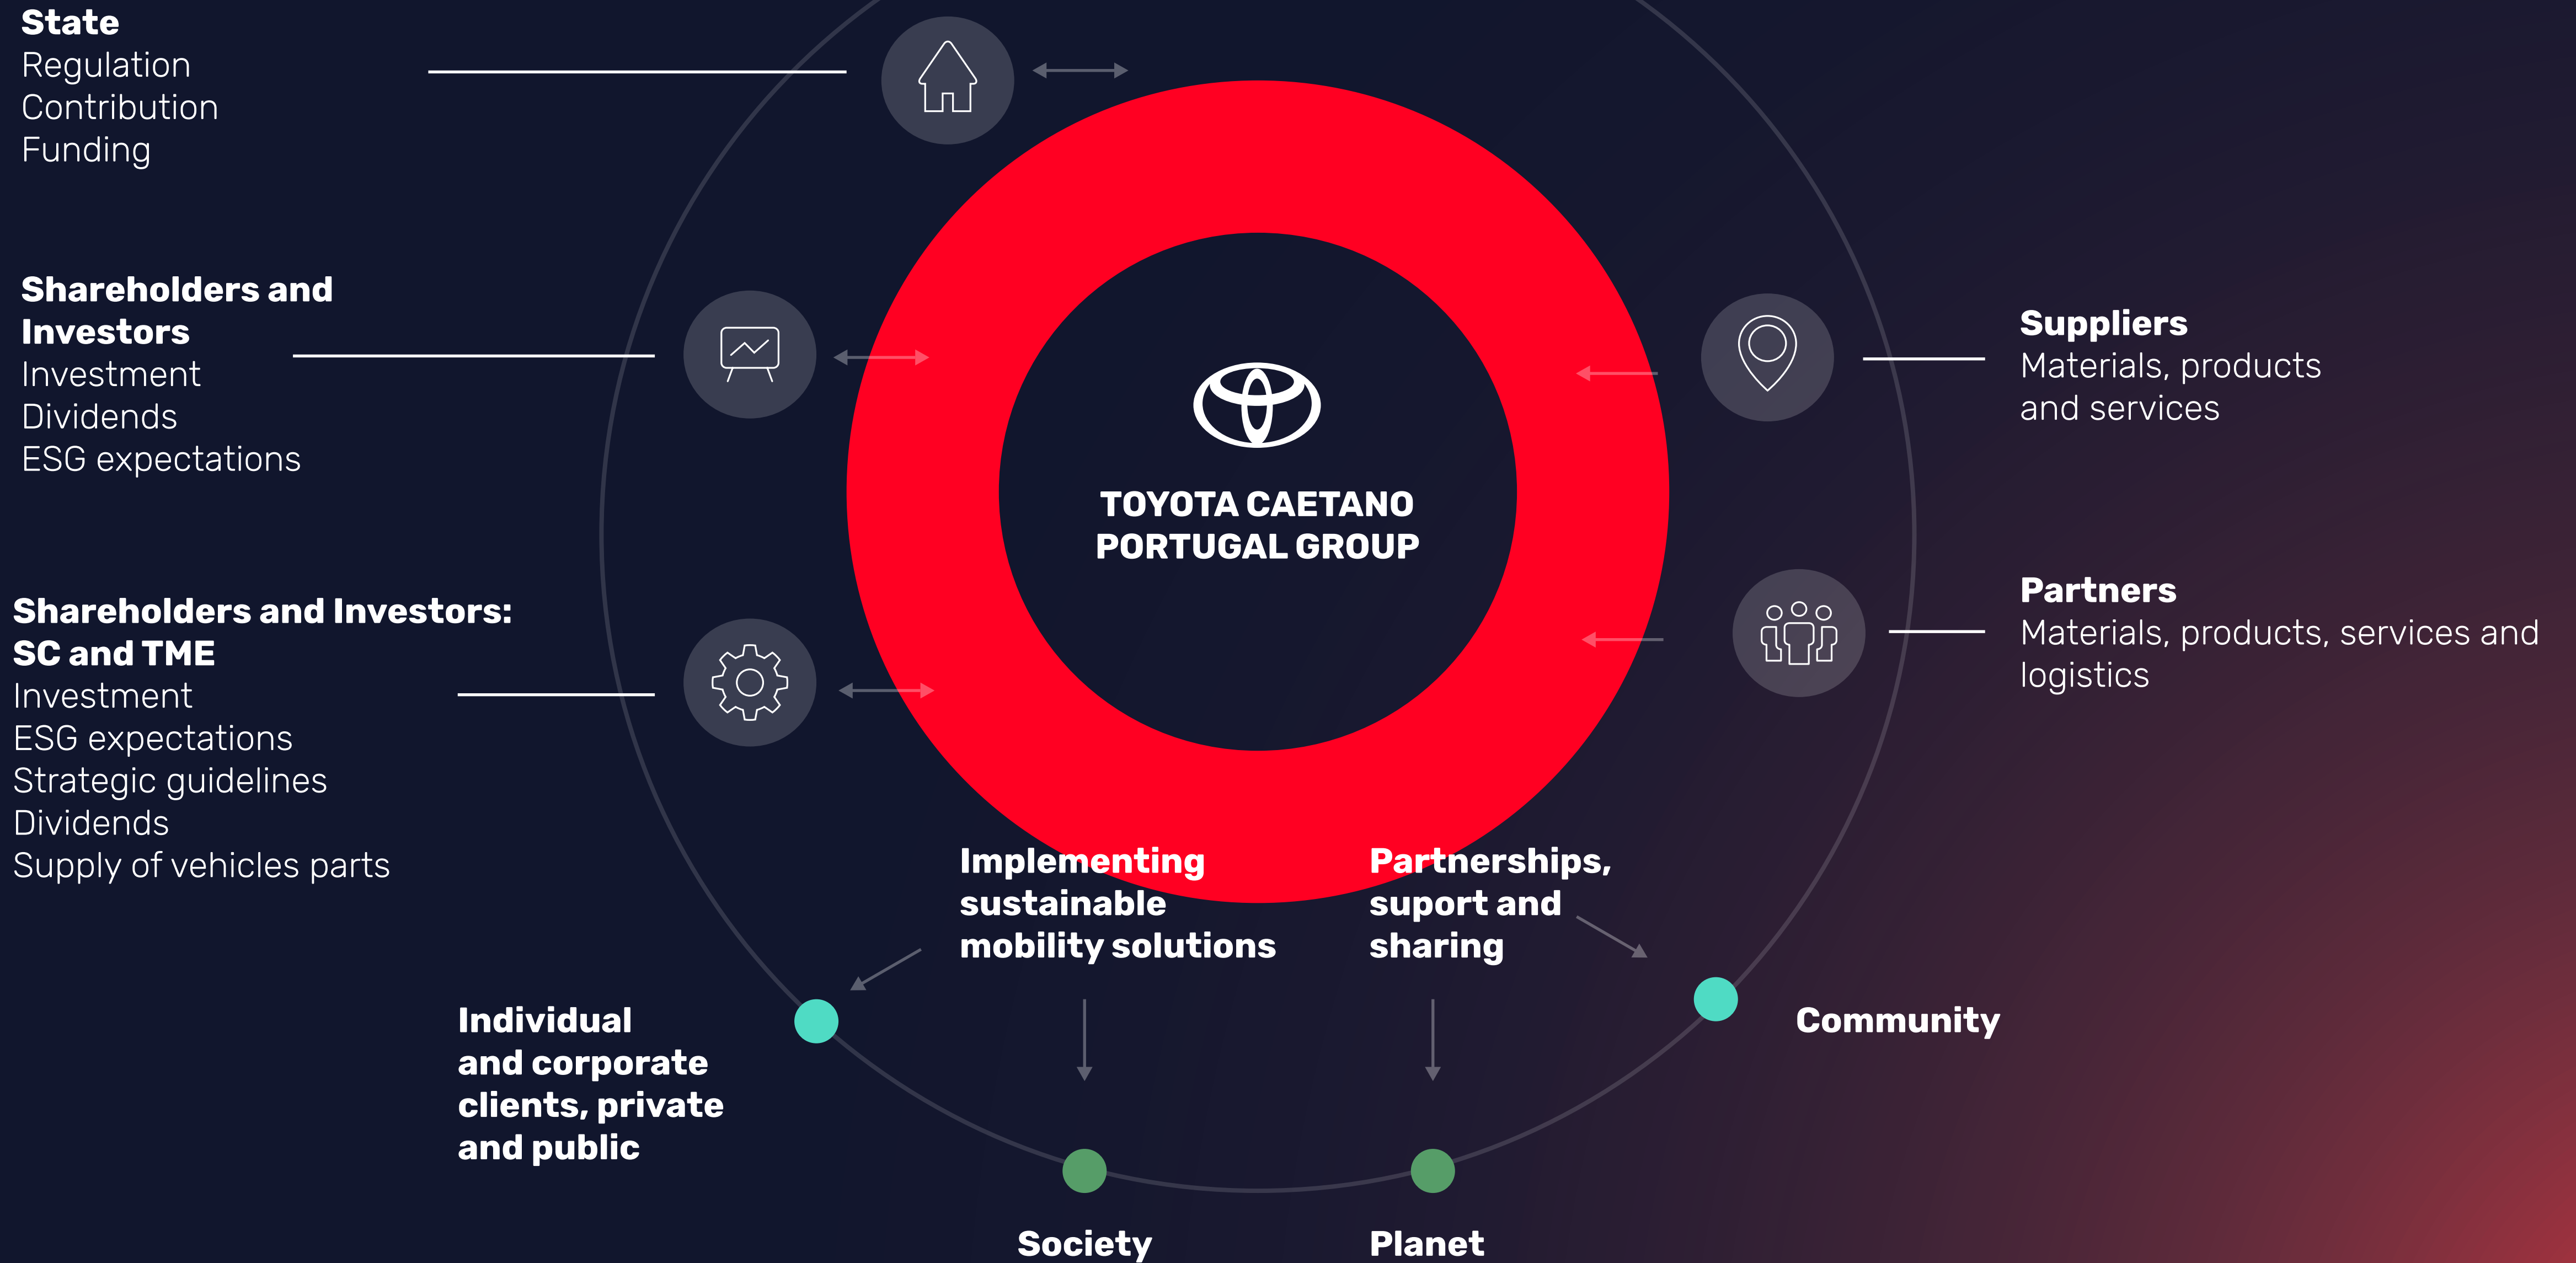 State
Regulation
Contribution
Funding
Shareholders and
Investors
Investment
Dividends
ESG expectations
Shareholders and Investors:
SC and TME
Investment
ESG expectations
Strategic guidelines
Dividends
Supply of vehicles parts
TOYOTA CAETANO
PORTUGAL GROUP
Suppliers
Materials, products
and services
Partners
Materials, products, services and
logistics
Implementing
sustainable
mobility solutions
Partnerships,
suport and
sharing
Individual
and corporate
clients, private
and public
Community
Society
Planet